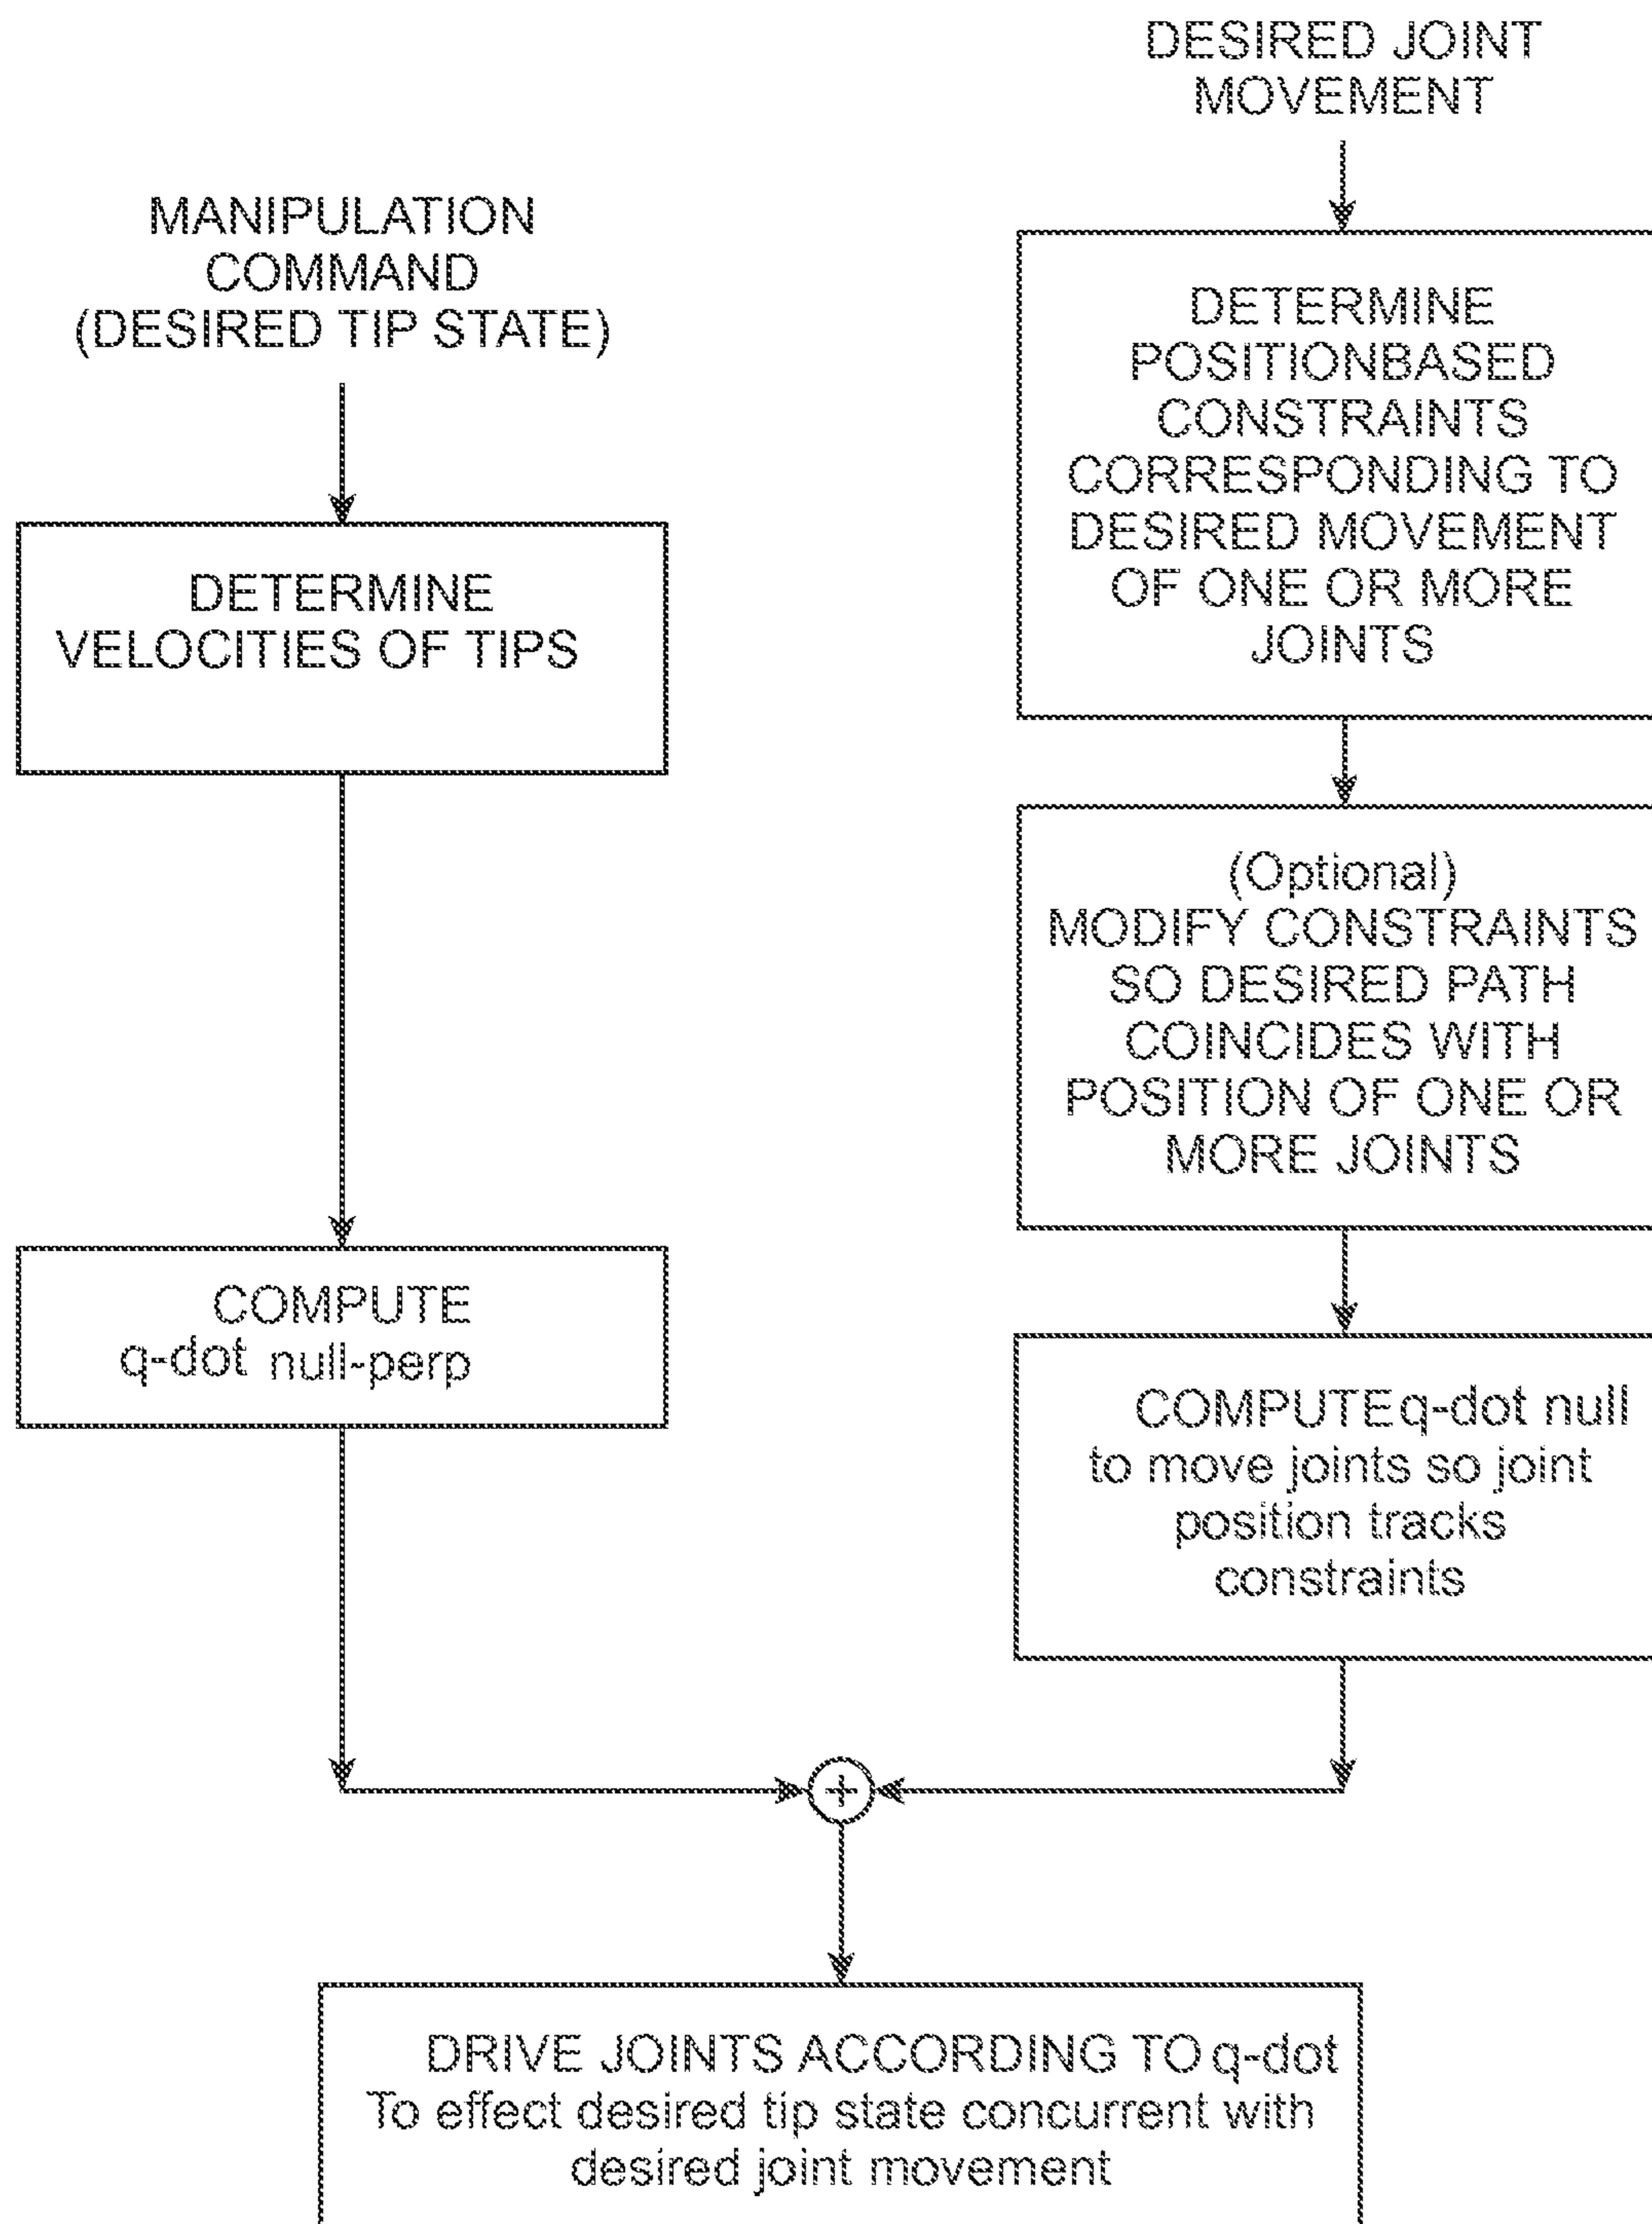 MANIPULATION
COMMAND
(DESIRED TIP STATE)
DETERMINE
VELOCITIES OF TIPS
COMPUTE
q-dot null-perp
DESIRED JOINT
MOVEMENT
DETERMINE
POSITIONBASED
CONSTRAINTS
CORRESPONDING TO
DESIRED MOVEMENT
OF ONE OR MORE
JOINTS
(Optional)
MODIFY CONSTRAINTS
SO DESIRED PATH
COINCIDES WITH
POSITION OF ONE OR
MORE JOINTS
COMPUTE q-dot null
to move joints so joint
position tracks
constraints
+
DRIVE JOINTS ACCORDING TO q-dot
To effect desired tip state concurrent with
desired joint movement